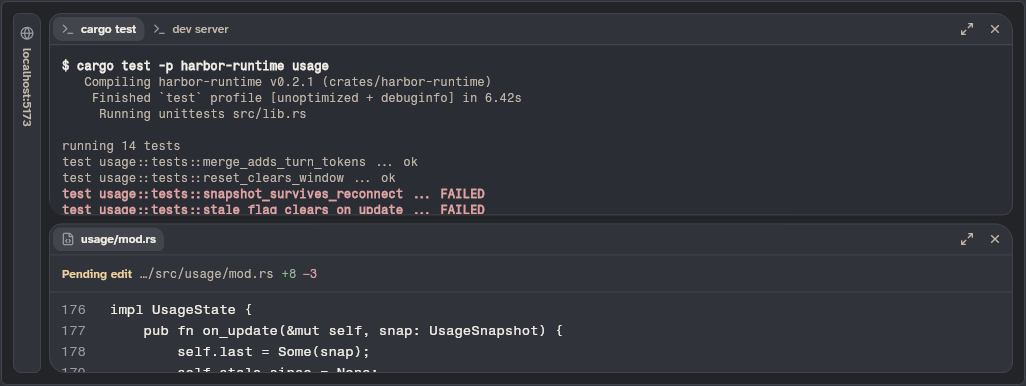 localhost:5173
cargo test dev server
$ cargo test -p harbor-runtime usage
Compiling harbor-runtime v0.2.1 (crates/harbor-runtime)
Finished `test` profile [unoptimized + debuginfo] in 6.42s
Running unittests src/lib.rs
running 14 tests
test usage::tests::merge_adds_turn_tokens ... ok
test usage::tests::reset_clears_window ... ok
test usage::tests::snapshot_survives_reconnect ... FAILED
test usage::tests::stale_flag_clears_on_update ... FAILED
usage/mod.rs
Pending edit …/src/usage/mod.rs +8 −3
176 impl UsageState {
177 pub fn on_update(&mut self, snap: UsageSnapshot) {
178 self.last = Some(snap);
179 self.stale_since = None;